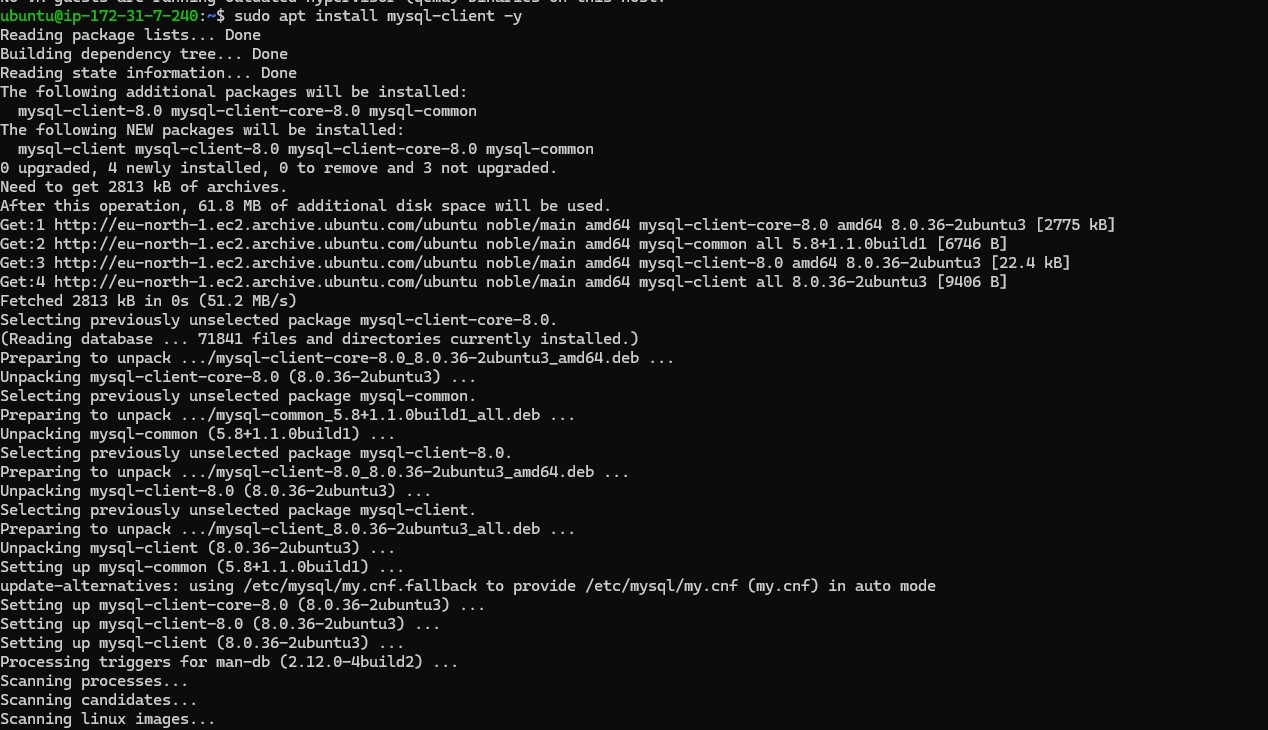 ubuntu@ip-172-31-7-240:~$ sudo apt install mysql-client -y
Reading package lists... Done
Building dependency tree... Done
Reading state information... Done
The following additional packages will be installed:
  mysql-client-8.0 mysql-client-core-8.0 mysql-common
The following NEW packages will be installed:
  mysql-client mysql-client-8.0 mysql-client-core-8.0 mysql-common
0 upgraded, 4 newly installed, 0 to remove and 3 not upgraded.
Need to get 2813 kB of archives.
After this operation, 61.8 MB of additional disk space will be used.
Get:1 http://eu-north-1.ec2.archive.ubuntu.com/ubuntu noble/main amd64 mysql-client-core-8.0 amd64 8.0.36-2ubuntu3 [2775 kB]
Get:2 http://eu-north-1.ec2.archive.ubuntu.com/ubuntu noble/main amd64 mysql-common all 5.8+1.1.0build1 [6746 B]
Get:3 http://eu-north-1.ec2.archive.ubuntu.com/ubuntu noble/main amd64 mysql-client-8.0 amd64 8.0.36-2ubuntu3 [22.4 kB]
Get:4 http://eu-north-1.ec2.archive.ubuntu.com/ubuntu noble/main amd64 mysql-client all 8.0.36-2ubuntu3 [9406 B]
Fetched 2813 kB in 0s (51.2 MB/s)
Selecting previously unselected package mysql-client-core-8.0.
(Reading database ... 71841 files and directories currently installed.)
Preparing to unpack .../mysql-client-core-8.0_8.0.36-2ubuntu3_amd64.deb ...
Unpacking mysql-client-core-8.0 (8.0.36-2ubuntu3) ...
Selecting previously unselected package mysql-common.
Preparing to unpack .../mysql-common_5.8+1.1.0build1_all.deb ...
Unpacking mysql-common (5.8+1.1.0build1) ...
Selecting previously unselected package mysql-client-8.0.
Preparing to unpack .../mysql-client-8.0_8.0.36-2ubuntu3_amd64.deb ...
Unpacking mysql-client-8.0 (8.0.36-2ubuntu3) ...
Selecting previously unselected package mysql-client.
Preparing to unpack .../mysql-client_8.0.36-2ubuntu3_all.deb ...
Unpacking mysql-client (8.0.36-2ubuntu3) ...
Setting up mysql-common (5.8+1.1.0build1) ...
update-alternatives: using /etc/mysql/my.cnf.fallback to provide /etc/mysql/my.cnf (my.cnf) in auto mode
Setting up mysql-client-core-8.0 (8.0.36-2ubuntu3) ...
Setting up mysql-client-8.0 (8.0.36-2ubuntu3) ...
Setting up mysql-client (8.0.36-2ubuntu3) ...
Processing triggers for man-db (2.12.0-4build2) ...
Scanning processes...
Scanning candidates...
Scanning linux images...